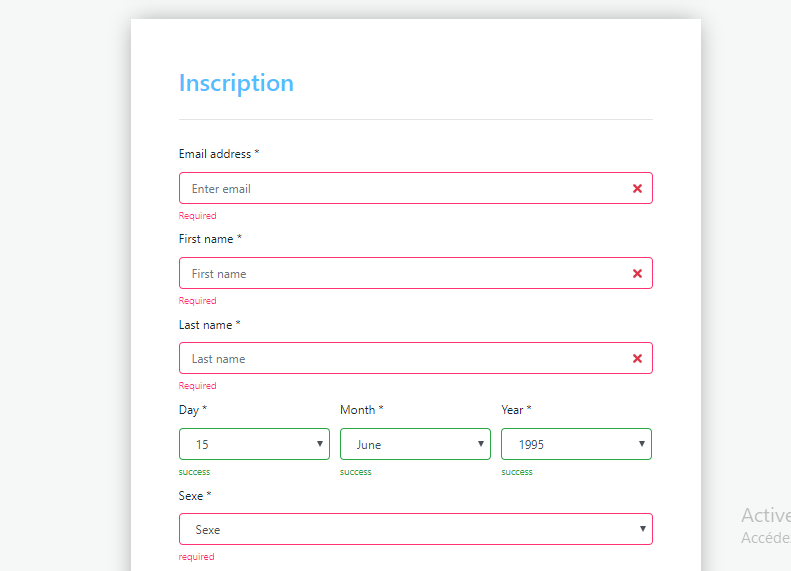 Inscription
Email address *
Enter email
Required
First name *
First name
Required
Last name *
Last name
Required
Day * Month * Year *
15 June 1995
success success success
Sexe *
Sexe
required
Active
Accéde